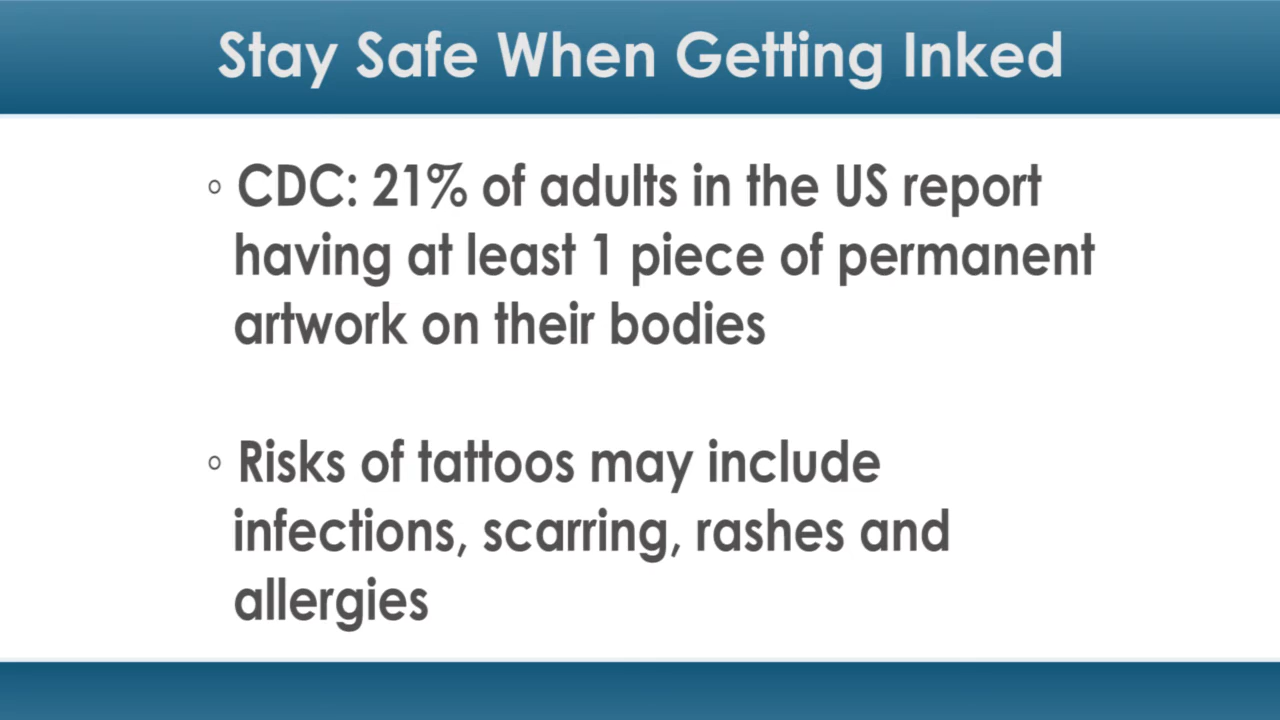 Stay Safe When Getting Inked
◦ CDC: 21% of adults in the US report
having at least 1 piece of permanent
artwork on their bodies
◦ Risks of tattoos may include
infections, scarring, rashes and
allergies